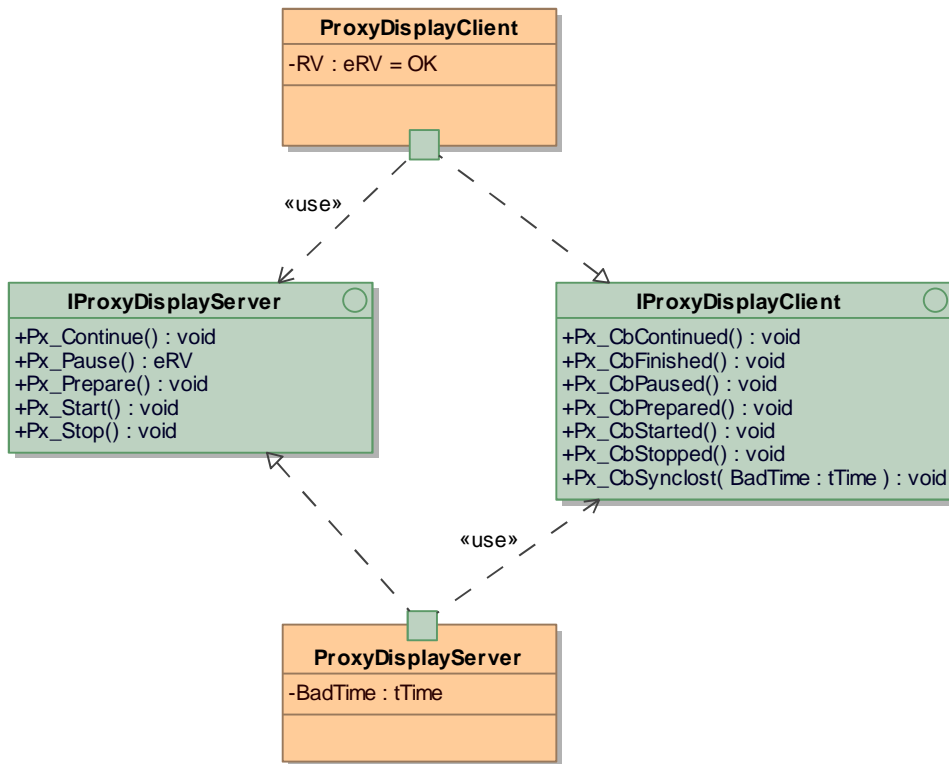 ProxyDisplayClient
-RV : eRV = OK
«use»
IProxyDisplayServer
+Px_Continue() : void
+Px_Pause() : eRV
+Px_Prepare() : void
+Px_Start() : void
+Px_Stop() : void
IProxyDisplayClient
+Px_CbContinued() : void
+Px_CbFinished() : void
+Px_CbPaused() : void
+Px_CbPrepared() : void
+Px_CbStarted() : void
+Px_CbStopped() : void
+Px_CbSynclost( BadTime : tTime ) : void
«use»
ProxyDisplayServer
-BadTime : tTime